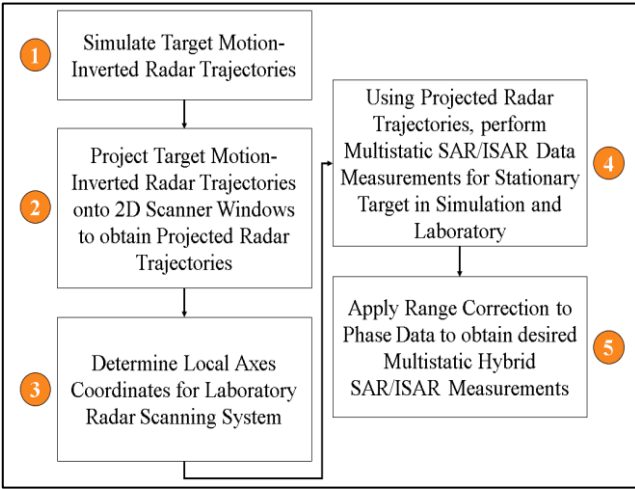 1
Simulate Target Motion-
Inverted Radar Trajectories
2
Project Target Motion-
Inverted Radar Trajectories
onto 2D Scanner Windows
to obtain Projected Radar
Trajectories
3
Determine Local Axes
Coordinates for Laboratory
Radar Scanning System
Using Projected Radar
Trajectories, perform
Multistatic SAR/ISAR Data
Measurements for Stationary
Target in Simulation and
Laboratory
4
Apply Range Correction to
Phase Data to obtain desired
Multistatic Hybrid
SAR/ISAR Measurements
5